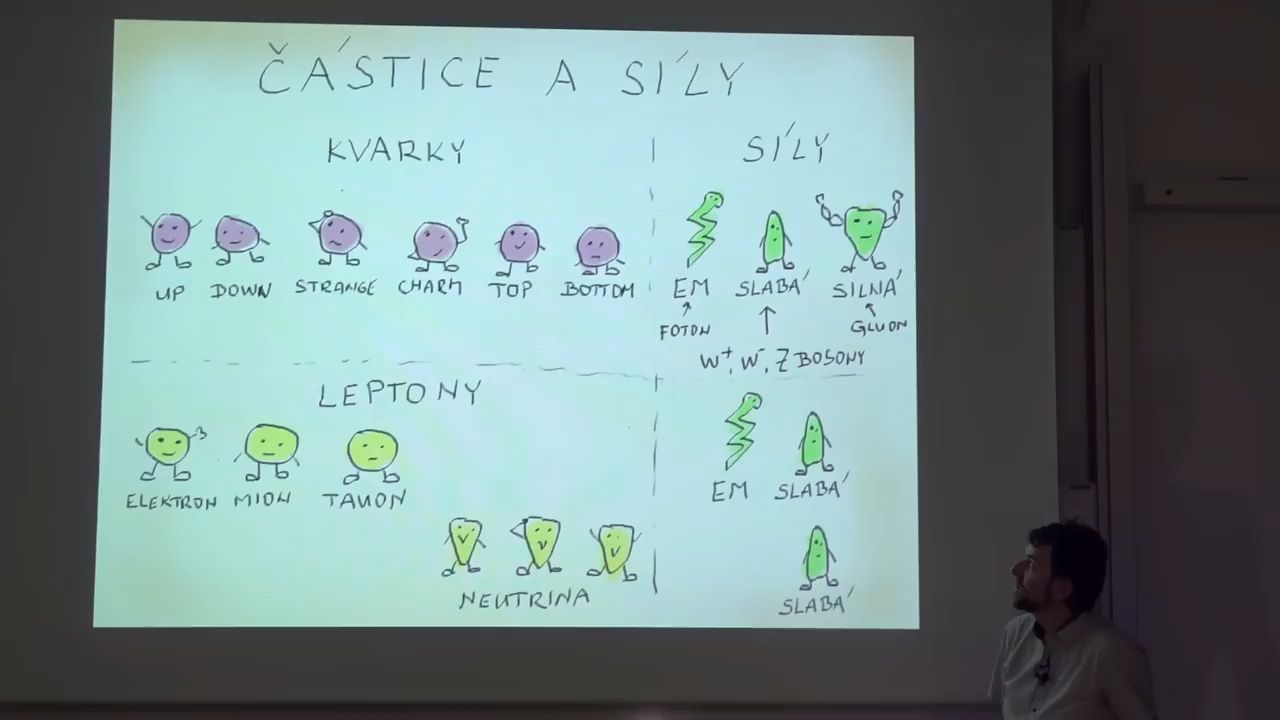 ČÁSTICE A SÍLY
KVARKY
SÍLY
UP DOWN STRANGE CHARM TOP BOTTOM
EM SLABÁ SILNÁ
FOTON
GLUON
W+, W-, Z BOSONY
LEPTONY
ELEKTRON MION TAUON
EM SLABÁ
V V V
NEUTRINA
SLABÁ